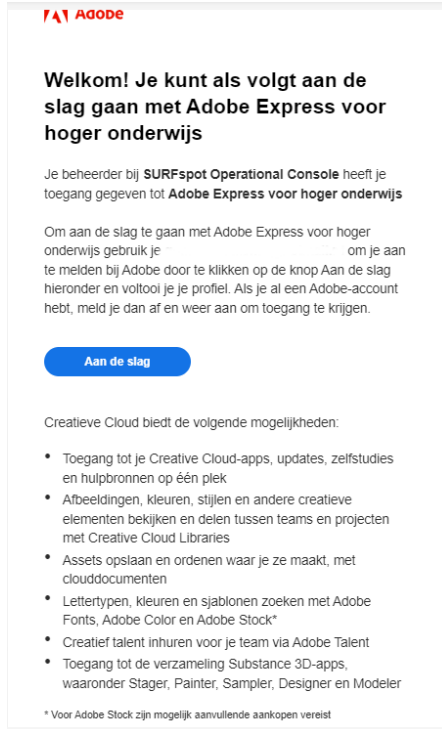 Adobe
Welkom! Je kunt als volgt aan de
slag gaan met Adobe Express voor
hoger onderwijs
Je beheerder bij SURFspot Operational Console heeft je
toegang gegeven tot Adobe Express voor hoger onderwijs
Om aan de slag te gaan met Adobe Express voor hoger
onderwijs gebruik je om je aan
te melden bij Adobe door te klikken op de knop Aan de slag
hieronder en voltooi je je profiel. Als je al een Adobe-account
hebt, meld je dan af en weer aan om toegang te krijgen.
Aan de slag
Creatieve Cloud biedt de volgende mogelijkheden:
• Toegang tot je Creative Cloud-apps, updates, zelfstudies
en hulpbronnen op één plek
• Afbeeldingen, kleuren, stijlen en andere creatieve
elementen bekijken en delen tussen teams en projecten
met Creative Cloud Libraries
• Assets opslaan en ordenen waar je ze maakt, met
clouddocumenten
• Lettertypen, kleuren en sjablonen zoeken met Adobe
Fonts, Adobe Color en Adobe Stock*
• Creatief talent inhuren voor je team via Adobe Talent
• Toegang tot de verzameling Substance 3D-apps,
waaronder Stager, Painter, Sampler, Designer en Modeler
* Voor Adobe Stock zijn mogelijk aanvullende aankopen vereist